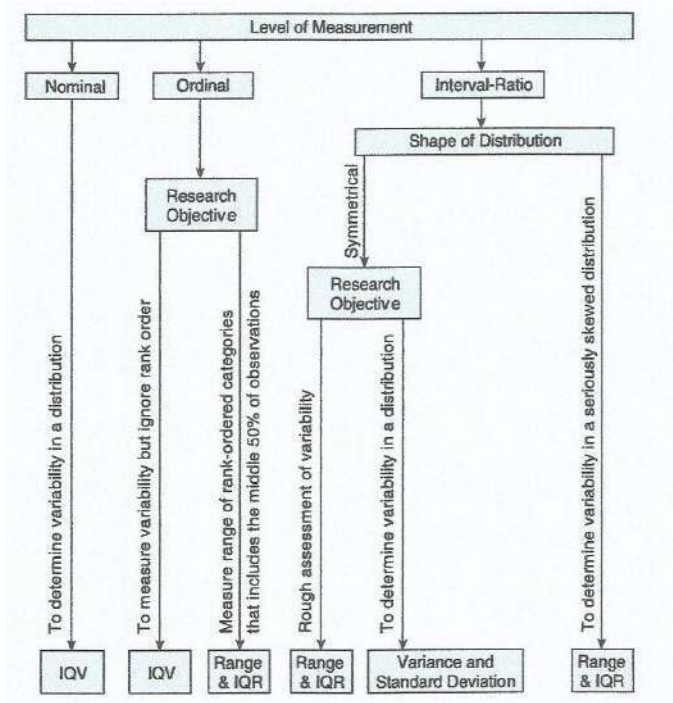 Level of Measurement
Nominal
Ordinal
Interval-Ratio
Shape of Distribution
Research
Objective
Symmetrical
Research
Objective
To determine variability in a distribution
To measure variability but ignore rank order
Measure range of rank-ordered categories
that includes the middle 50% of observations
Rough assessment of variability
To determine variability in a distribution
To determine variability in a seriously skewed distribution
IQV
IQV
Range
& IQR
Range
& IQR
Variance and
Standard Deviation
Range
& IQR